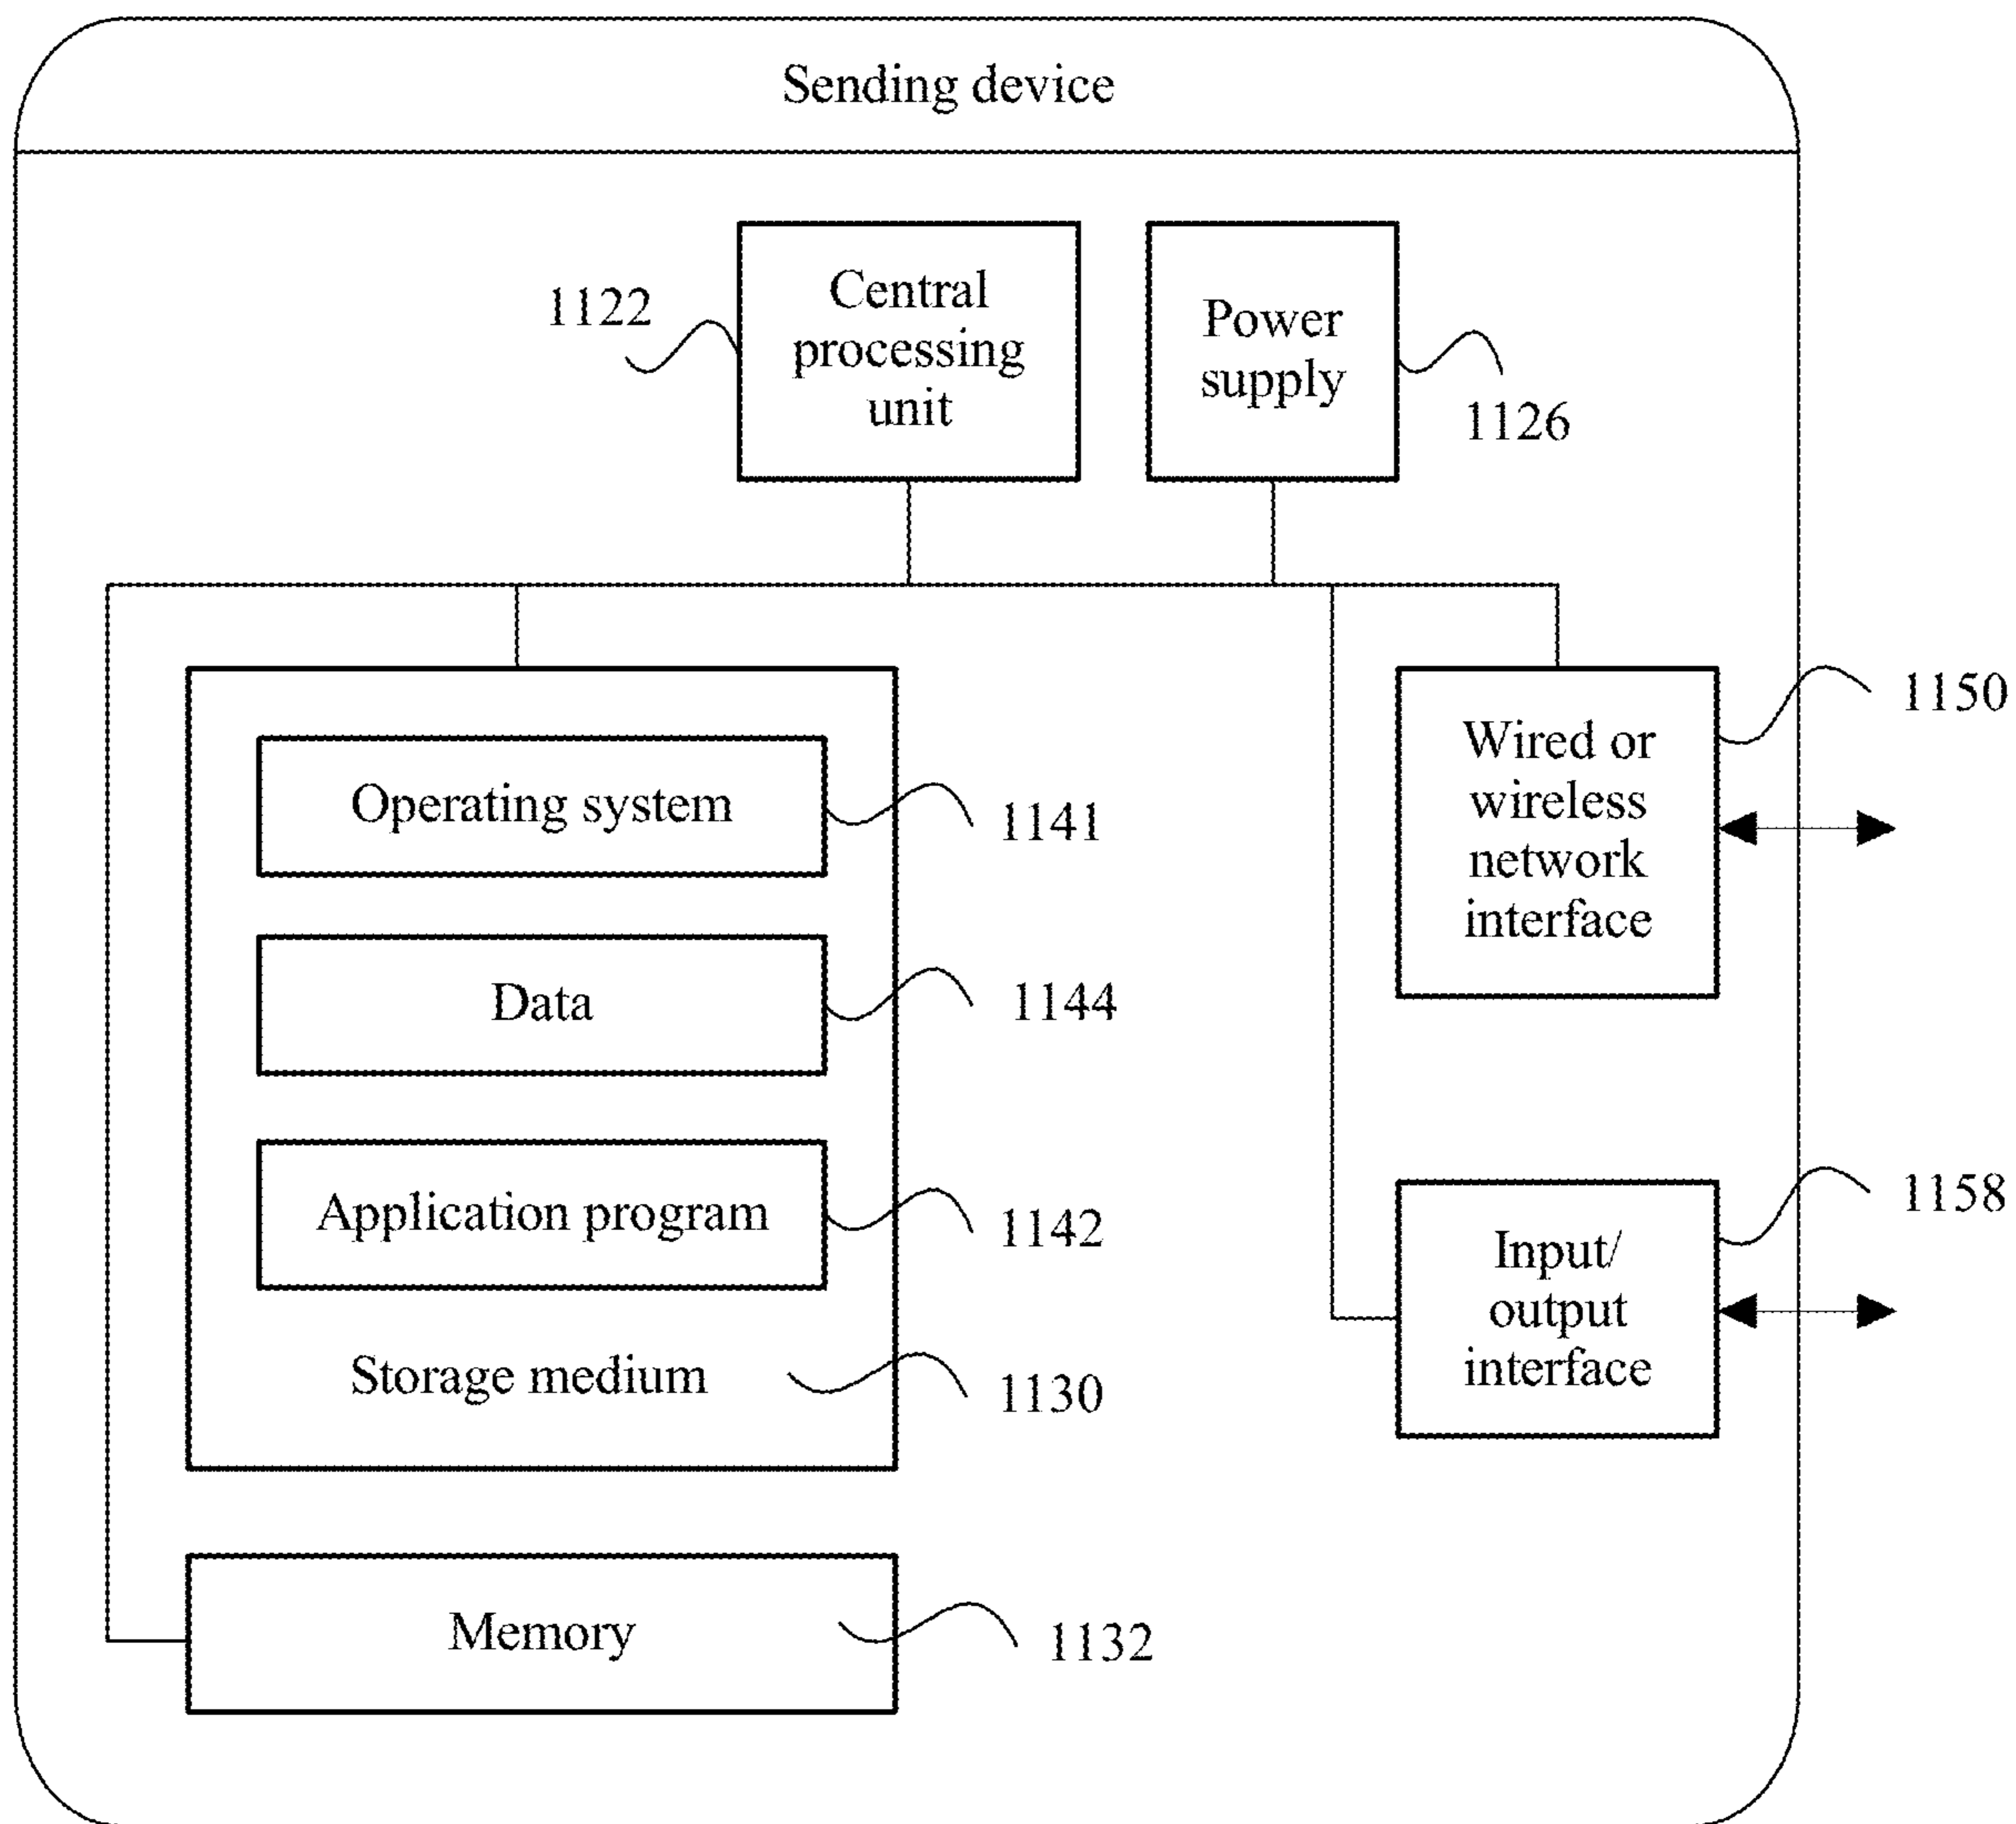 Sending device
1122
Central
processing
unit
Power
supply
1126
1150
Wired or
wireless
network
interface
Operating system
1141
Data
1144
Application program
1142
1158
Input/
output
interface
Storage medium
1130
Memory
1132